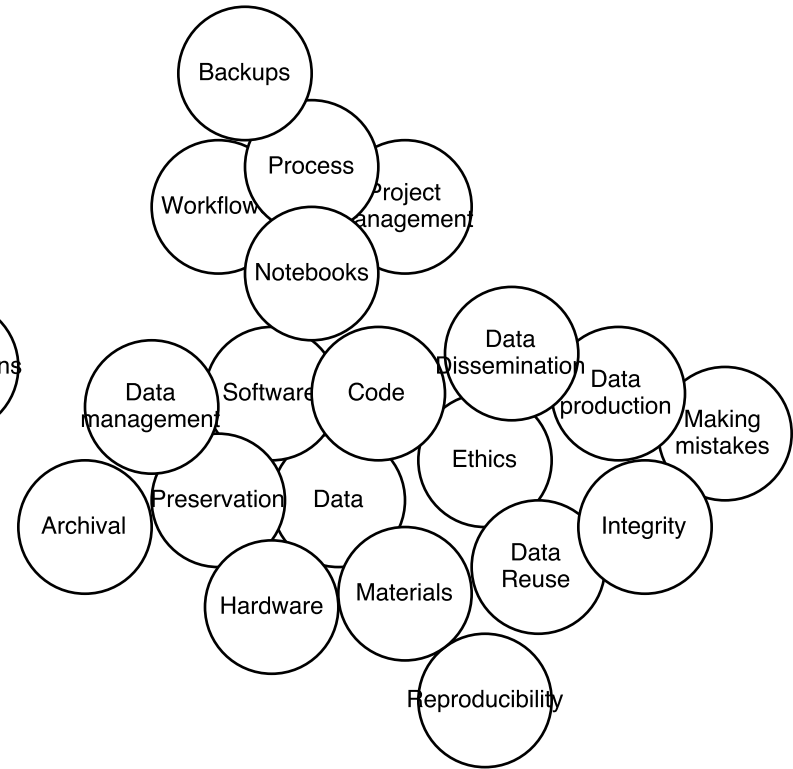 Backups
Process
Workflow
Project
anagement
Notebooks
ns
Data
Dissemination
Data
management
Software
Code
Data
production
Making
mistakes
Ethics
Preservation
Data
Archival
Integrity
Data
Reuse
Hardware
Materials
Reproducibility